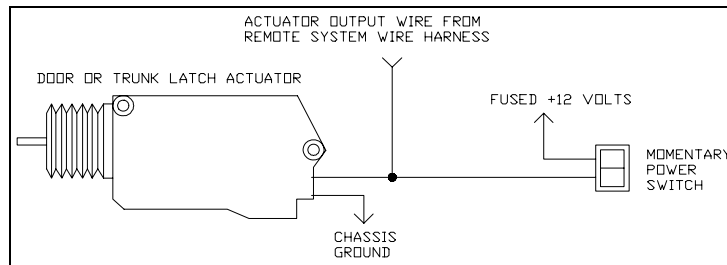 ACTUATOR OUTPUT WIRE FROM
REMOTE SYSTEM WIRE HARNESS
DOOR OR TRUNK LATCH ACTUATOR
FUSED +12 VOLTS
MOMENTARY
POWER
SWITCH
CHASSIS
GROUND